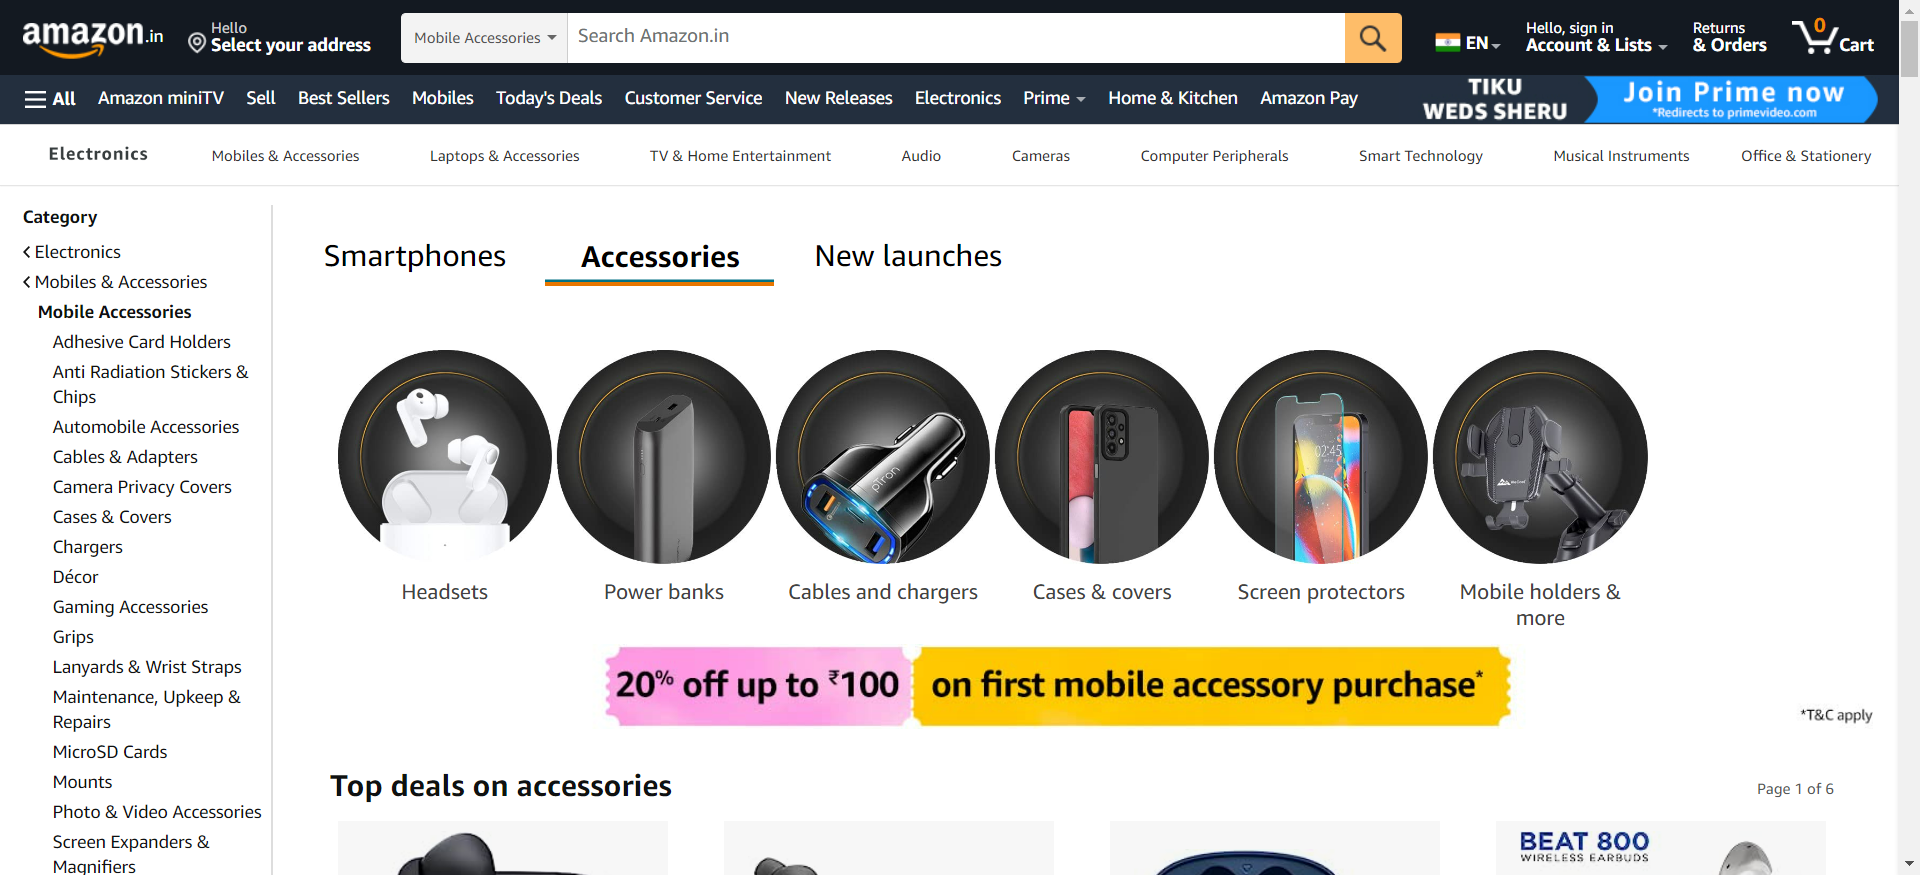 amazon.in
Hello
Select your address
Mobile Accessories
Search Amazon.in
EN
Hello, sign in
Account & Lists
Returns
& Orders
0
Cart
All
Amazon miniTV
Sell
Best Sellers
Mobiles
Today's Deals
Customer Service
New Releases
Electronics
Prime
Home & Kitchen
Amazon Pay
TIKU
WEDS SHERU
Join Prime now
*Redirects to primevideo.com
Electronics
Mobiles & Accessories
Laptops & Accessories
TV & Home Entertainment
Audio
Cameras
Computer Peripherals
Smart Technology
Musical Instruments
Office & Stationery
Category
Electronics
Mobiles & Accessories
Mobile Accessories
Adhesive Card Holders
Anti Radiation Stickers &
Chips
Automobile Accessories
Cables & Adapters
Camera Privacy Covers
Cases & Covers
Chargers
Décor
Gaming Accessories
Grips
Lanyards & Wrist Straps
Maintenance, Upkeep &
Repairs
MicroSD Cards
Mounts
Photo & Video Accessories
Screen Expanders &
Magnifiers
Smartphones
Accessories
New launches
pTron
02:45
Headsets
Power banks
Cables and chargers
Cases & covers
Screen protectors
Mobile holders &
more
20% off up to ₹100
on first mobile accessory purchase*
*T&C apply
Top deals on accessories
Page 1 of 6
BEAT 800
WIRELESS EARBUDS